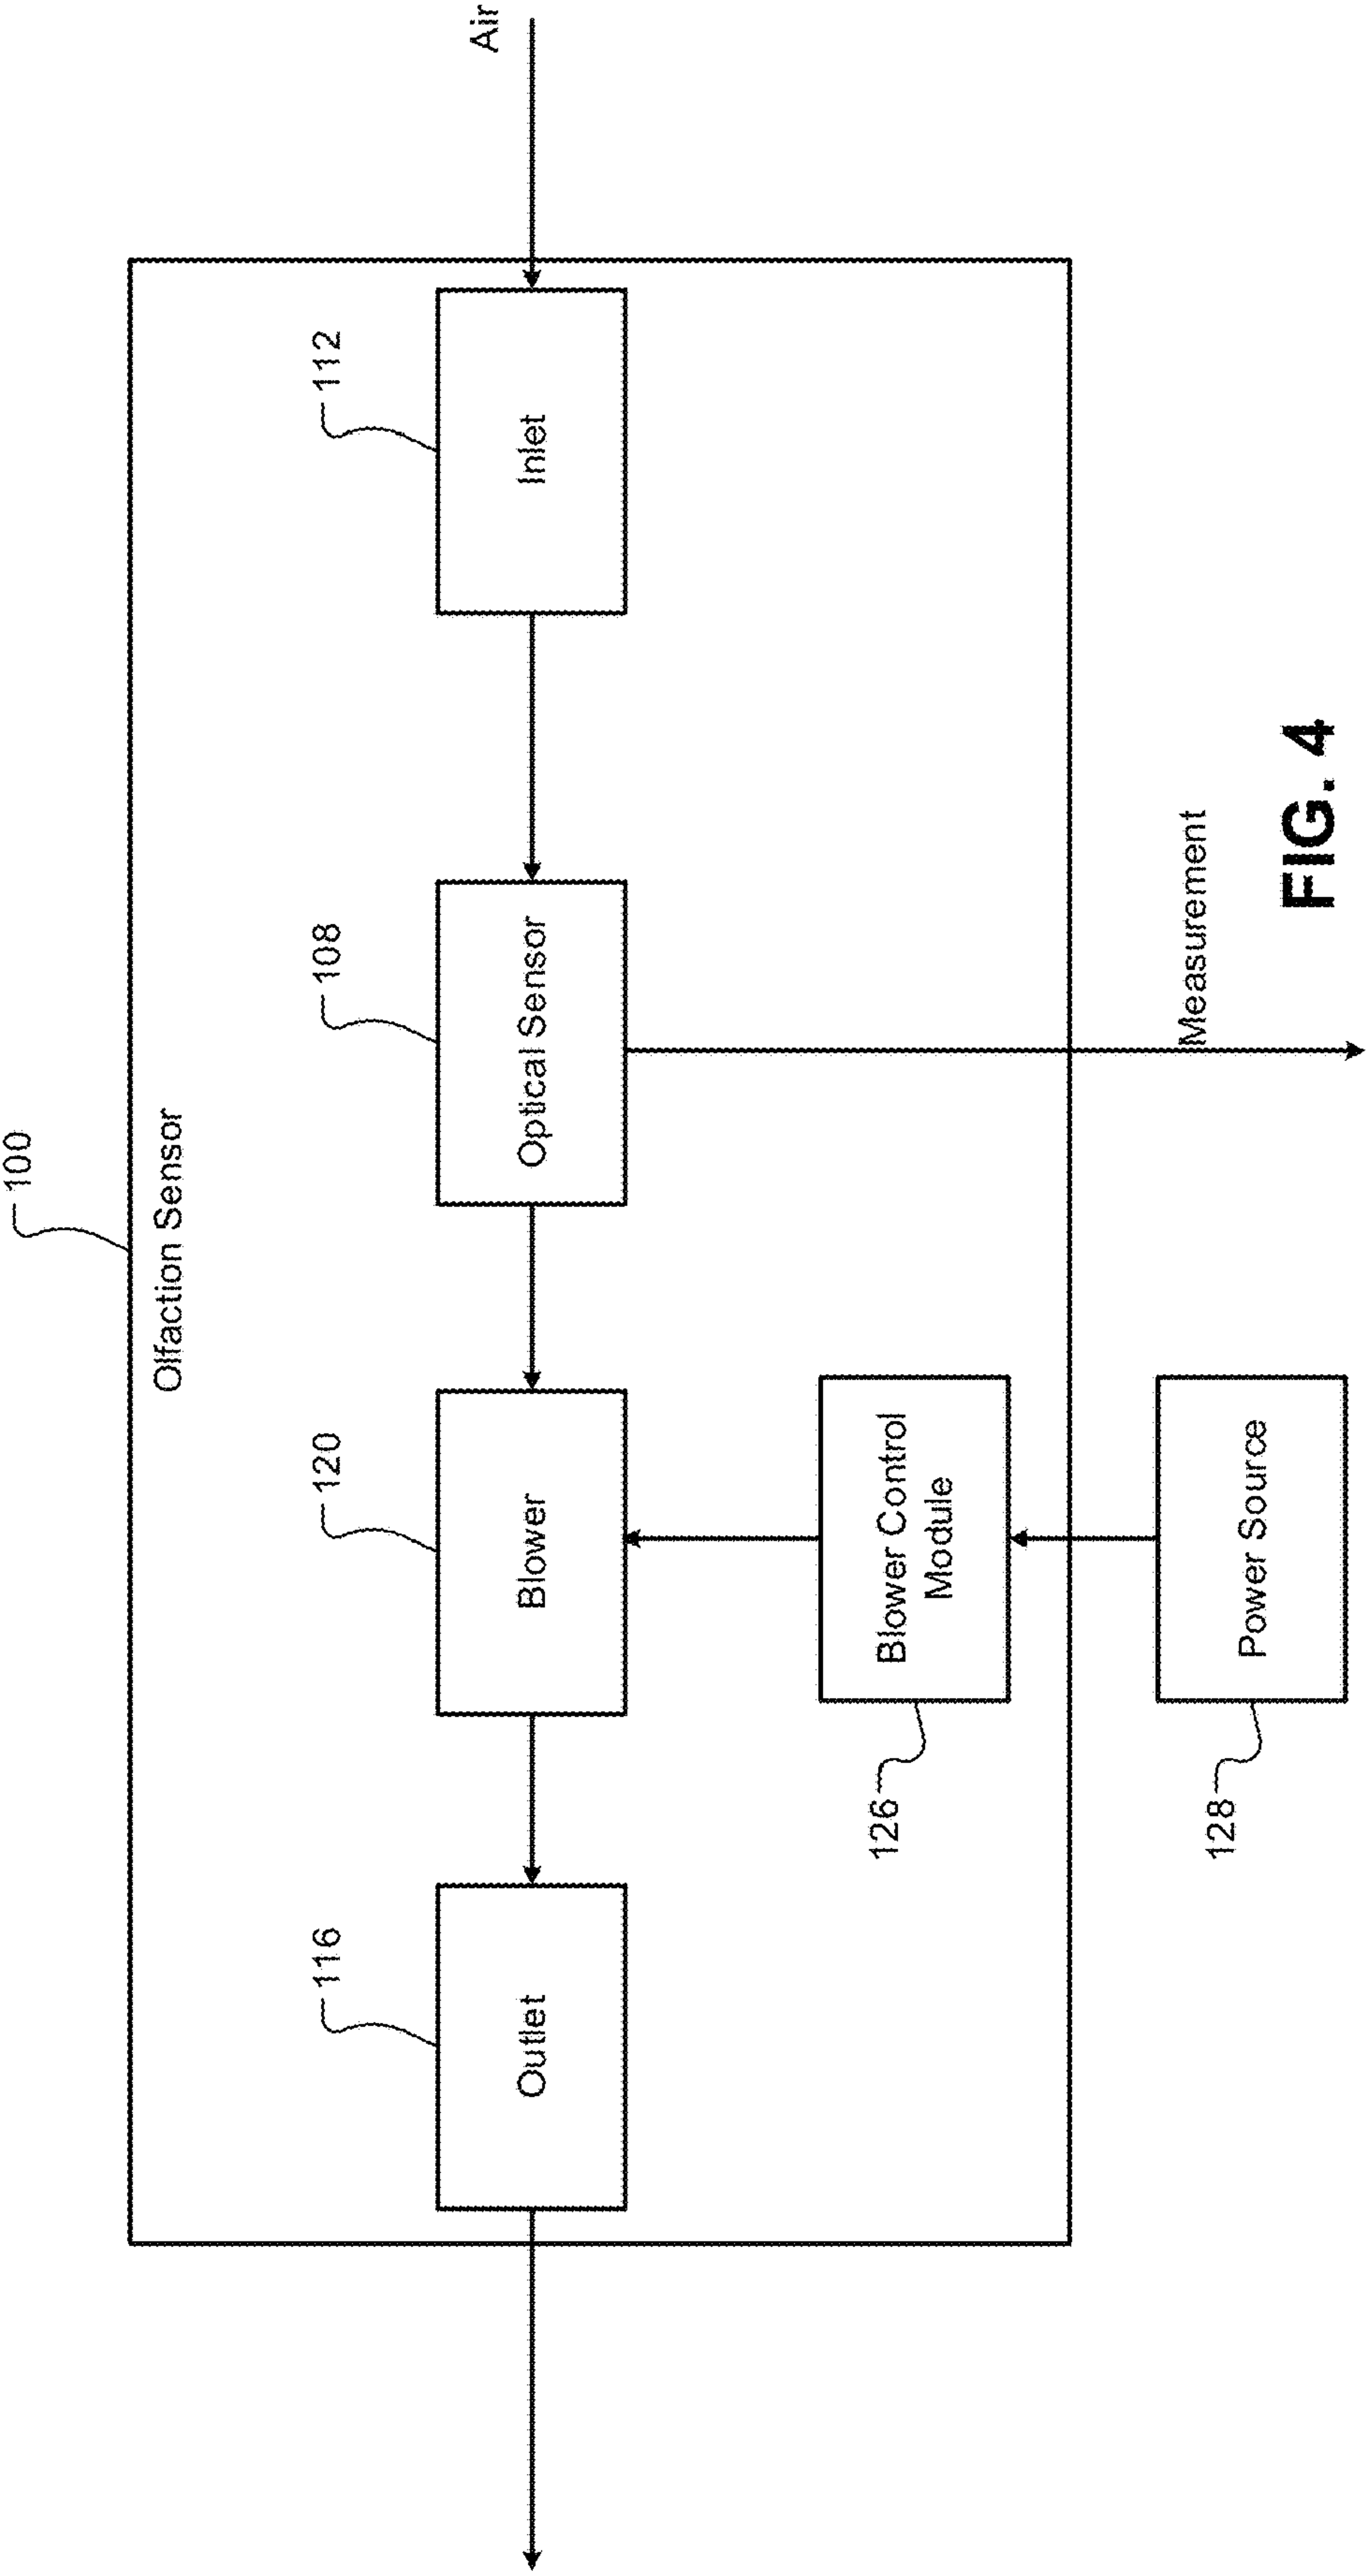 100
Olfaction Sensor
116
120
108
112
Outlet
Blower
Optical Sensor
Inlet
Air
126
Blower Control
Module
128
Power Source
Measurement
FIG. 4